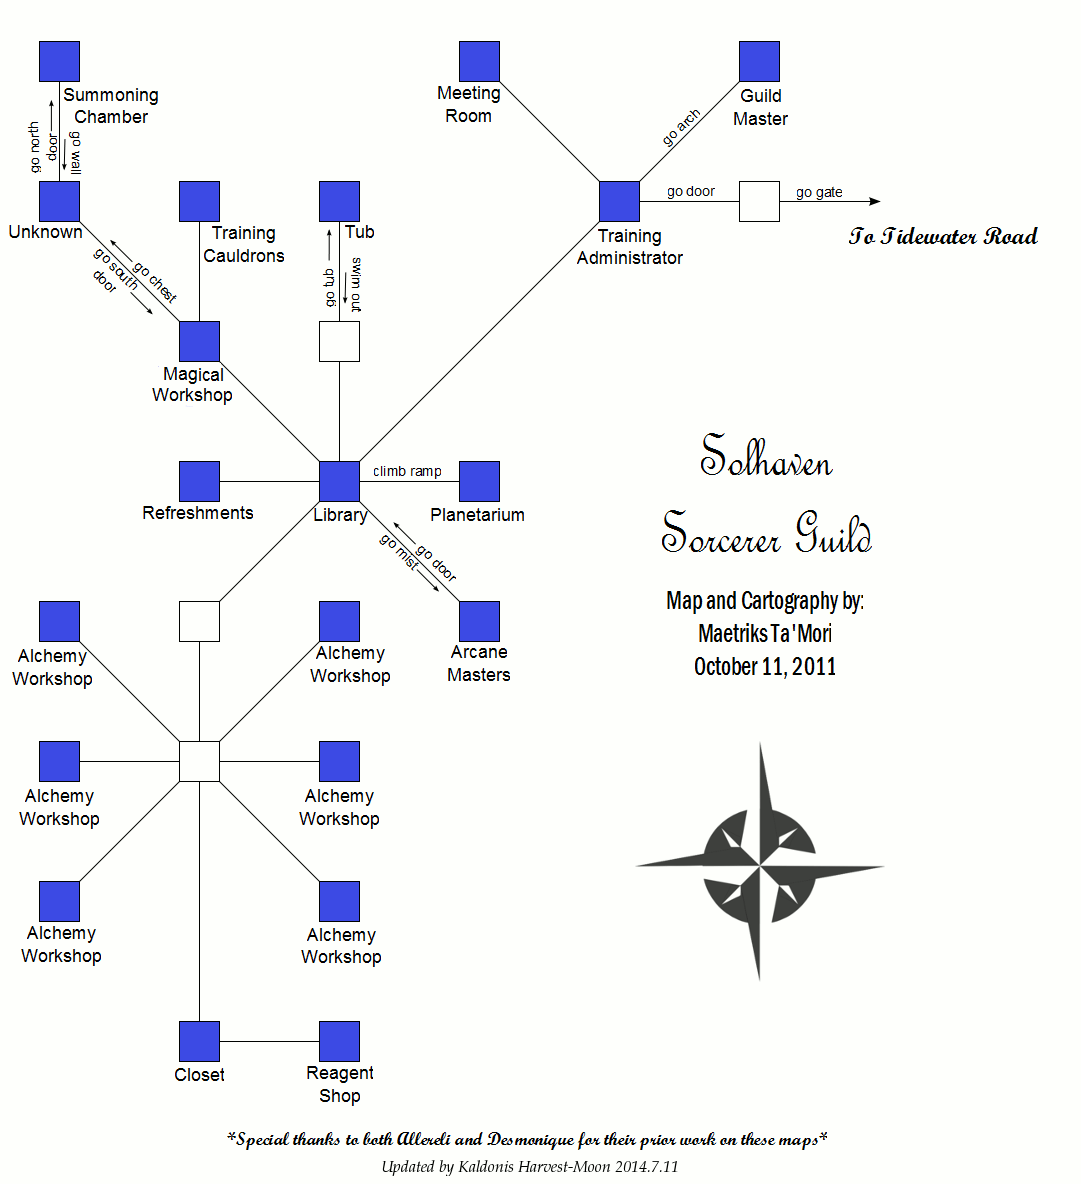 Summoning
Chamber
Meeting
Room
Guild
Master
go north
door
go wall
go arch
go door
go gate
To Tidewater Road
Unknown
Training
Cauldrons
Tub
Training
Administrator
go chest
go south
door
go tub
swim out
Magical
Workshop
climb ramp
Refreshments
Library
Planetarium
go door
go mist
Solhaven
Sorcerer Guild
Map and Cartography by:
Maetriks Ta'Mori
October 11, 2011
Alchemy
Workshop
Alchemy
Workshop
Arcane
Masters
Alchemy
Workshop
Alchemy
Workshop
Alchemy
Workshop
Alchemy
Workshop
Closet
Reagent
Shop
*Special thanks to both Allereli and Desmonique for their prior work on these maps*
Updated by Kaldonis Harvest-Moon 2014.7.11